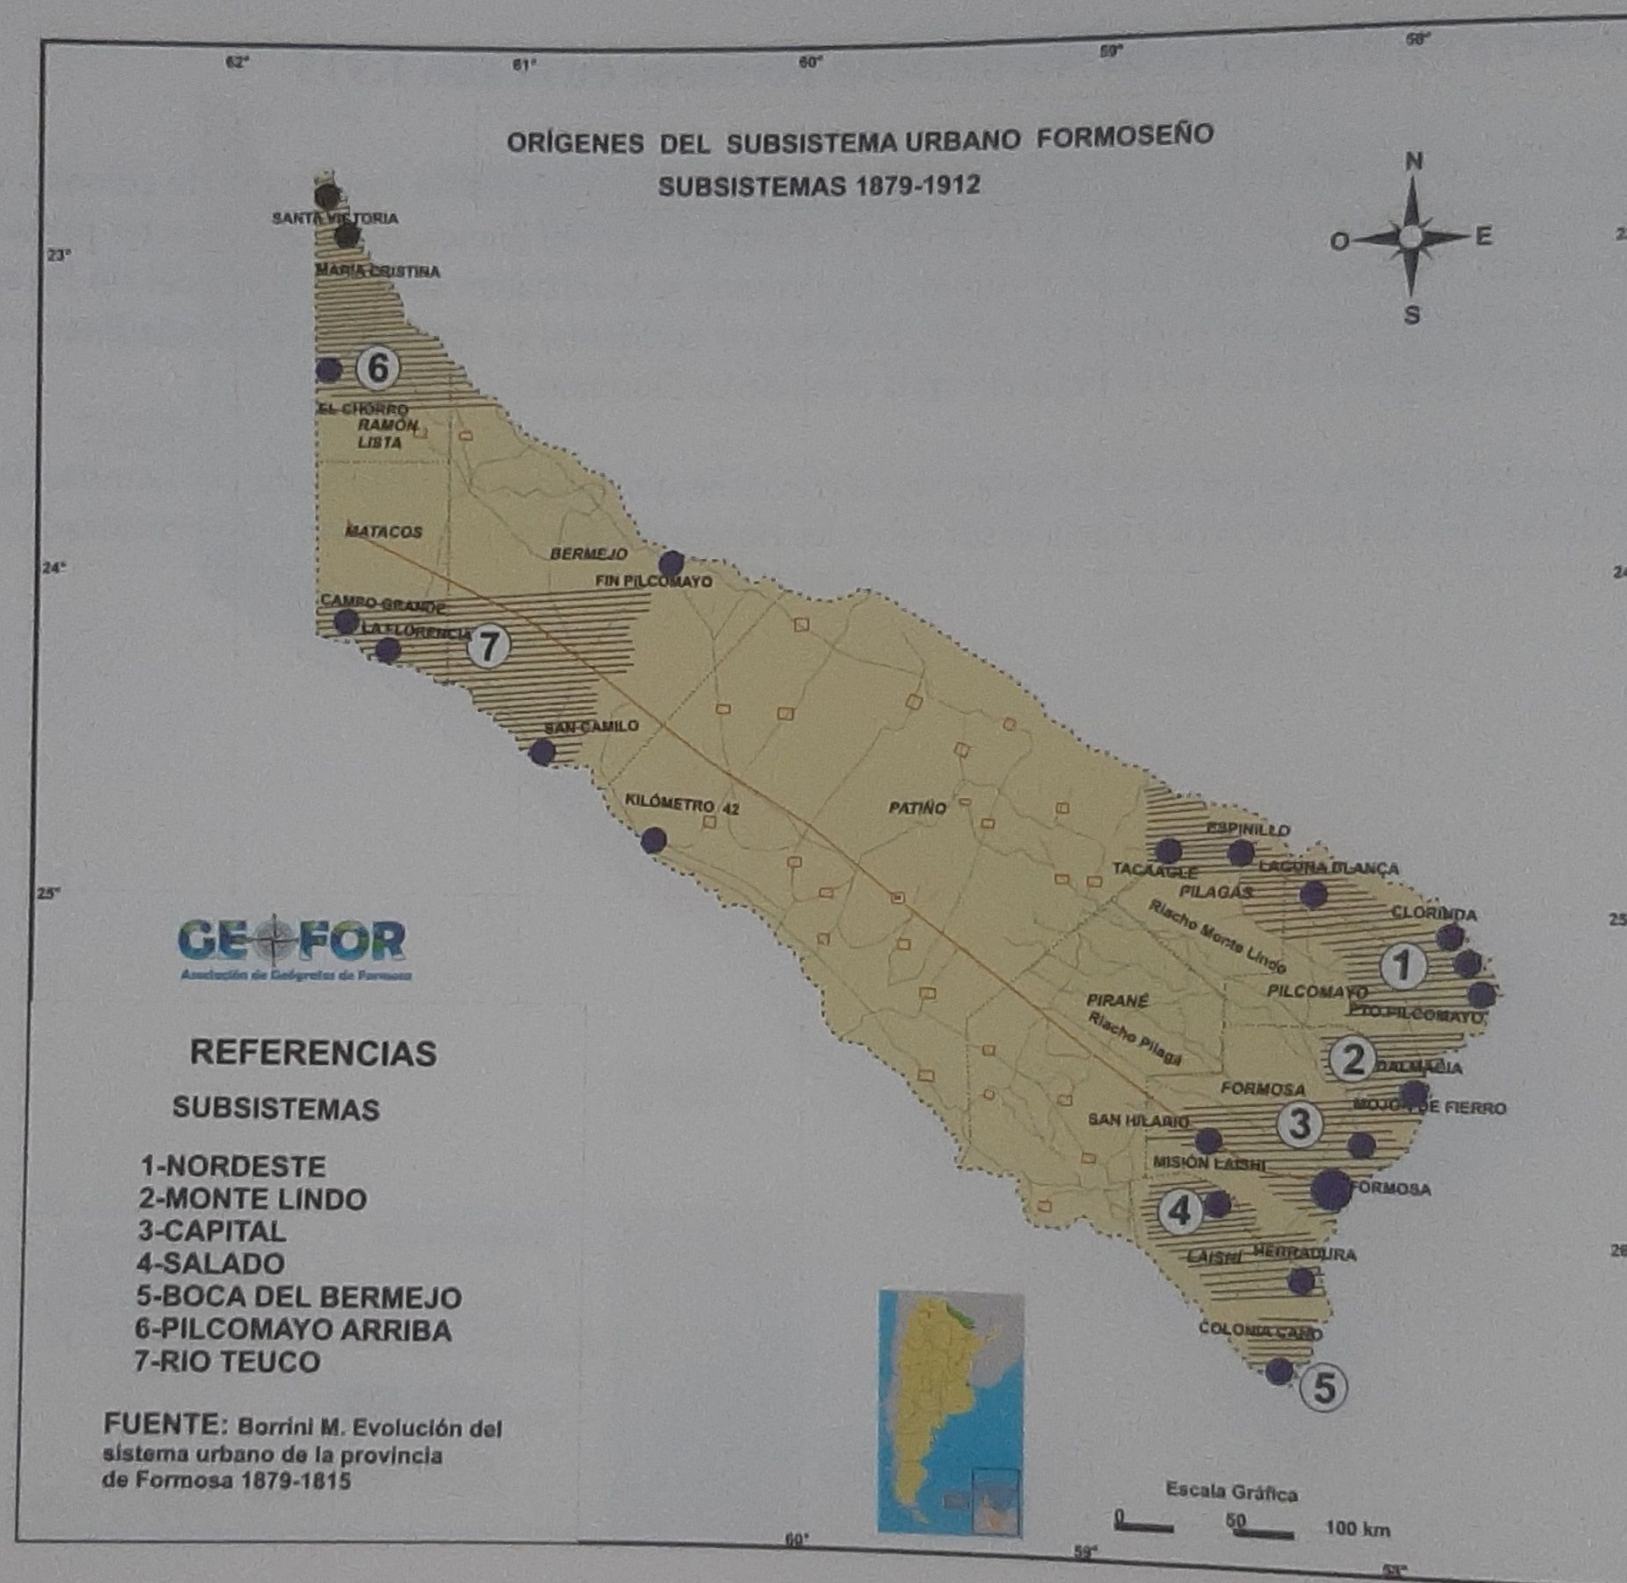 62°
61°
60°
59°
58°
ORÍGENES DEL SUBSISTEMA URBANO FORMOSEÑO
SUBSISTEMAS 1879-1912
N
O
E
S
SANTA VICTORIA
23°
MARÍA CRISTINA
6
EL CHORRO
RAMÓN
LISTA
MATACOS
BERMEJO
24°
24
FIN PILCOMAYO
CAMPO GRANDE
LA FLORENCIA
7
SAN CAMILO
KILÓMETRO 42
PATIÑO
ESPINILLO
TACAAGLE
LAGUNA BLANCA
PILAGÁS
25°
25
CLORINDA
Riacho Monte Lindo
1
GEOFOR
Asociación de Geógrafos de Formosa
PILCOMAYO
PIRANÉ
PTO.PILCOMAYO
Riacho Pilagá
2
DALMACIA
REFERENCIAS
FORMOSA
MOJON DE FIERRO
SUBSISTEMAS
3
SAN HILARIO
MISIÓN LAISHI
1-NORDESTE
FORMOSA
2-MONTE LINDO
4
3-CAPITAL
LAISHI
HERRADURA
26
4-SALADO
5-BOCA DEL BERMEJO
COLONIA CANO
6-PILCOMAYO ARRIBA
7-RIO TEUCO
5
FUENTE: Borrini M. Evolución del
sistema urbano de la provincia
de Formosa 1879-1815
Escala Gráfica
0
50
100 km
60°
59°